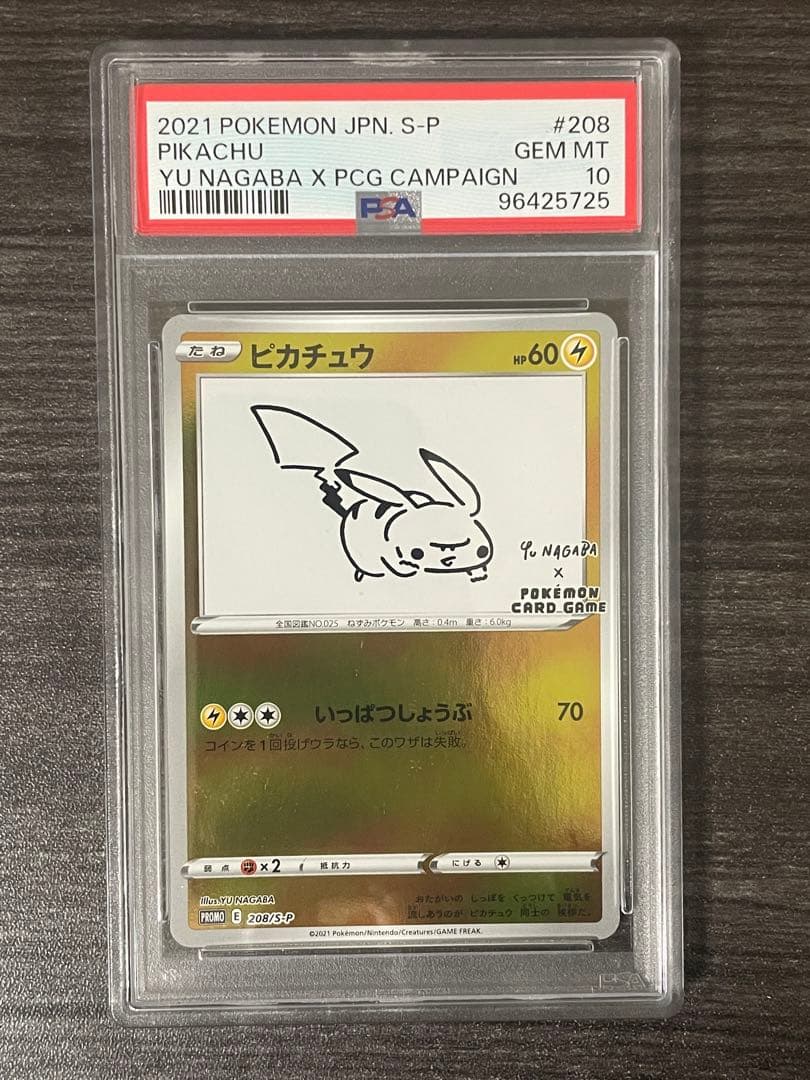 2021 POKEMON JPN. S-P #208
PIKACHU GEM MT
YU NAGABA X PCG CAMPAIGN 10
PSA 96425725
たね ピカチュウ HP60
YU NAGABA
X
POKÉMON
CARD GAME
全国図鑑NO.025 ねずみポケモン 高さ:0.4m 重さ:6.0kg
いっぱつしょうぶ 70
コインを1回投げウラなら、このワザは失敗。
弱点 ×2 抵抗力 にげる
Illus. YU NAGABA
おたがいの しっぽを くっつけて 電気を
流しあうのが ピカチュウ 同士の 挨拶だ。
PROMO E 208/S-P
©2021 Pokémon/Nintendo/Creatures/GAME FREAK.
PSA